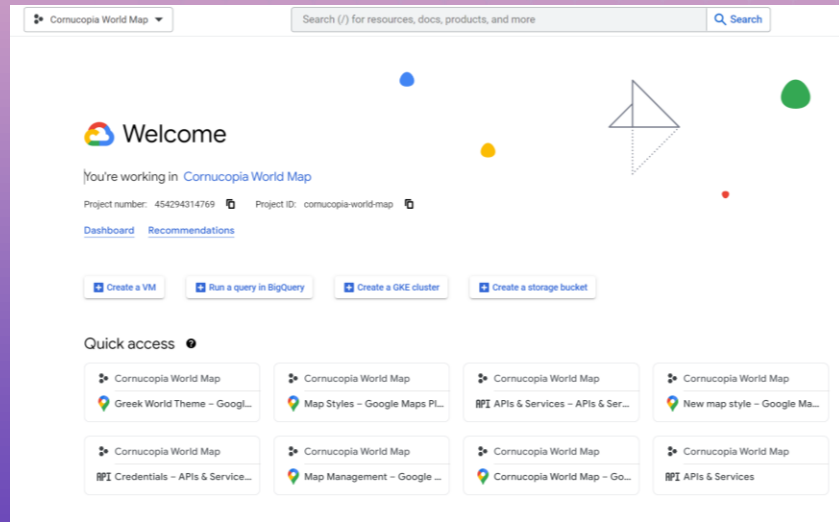 Cornucopia World Map
Search (/) for resources, docs, products, and more
Search
Welcome
You're working in Cornucopia World Map
Project number: 454294314769 Project ID: cornucopia-world-map
Dashboard Recommendations
Create a VM
Run a query in BigQuery
Create a GKE cluster
Create a storage bucket
Quick access
Cornucopia World Map
Greek World Theme – Googl...
Cornucopia World Map
Map Styles – Google Maps Pl...
Cornucopia World Map
API APIs & Services – APIs & Ser...
Cornucopia World Map
New map style – Google Ma...
Cornucopia World Map
API Credentials – APIs & Service...
Cornucopia World Map
Map Management – Google ...
Cornucopia World Map
Cornucopia World Map – Go...
Cornucopia World Map
API APIs & Services